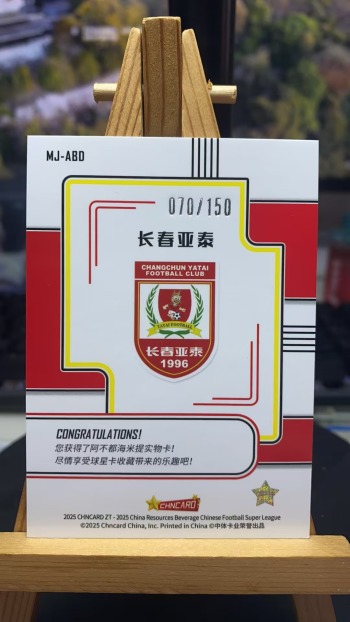 MJ-ABD
070/150
长春亚泰
CHANGCHUN YATAI
FOOTBALL CLUB
YATAI FOOTBALL
长春亚泰
1996
CONGRATULATIONS!
您获得了阿不都海米提实物卡!
尽情享受球星卡收藏带来的乐趣吧!
CHNCARD
2025 CHNCARD ZT - 2025 China Resources Beverage Chinese Football Super League
©2025 Chncard China, Inc. Printed in China ©中体卡业荣誉出品